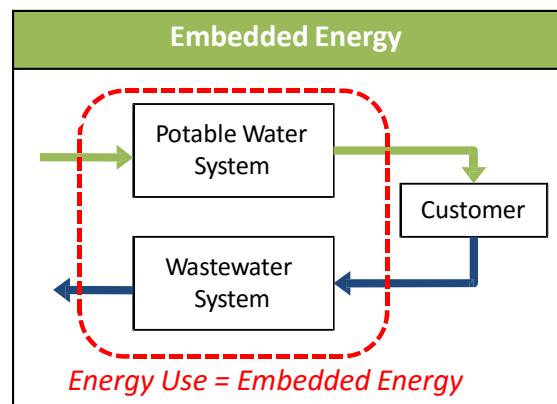 Embedded Energy
Potable Water
System
Customer
Wastewater
System
Energy Use = Embedded Energy